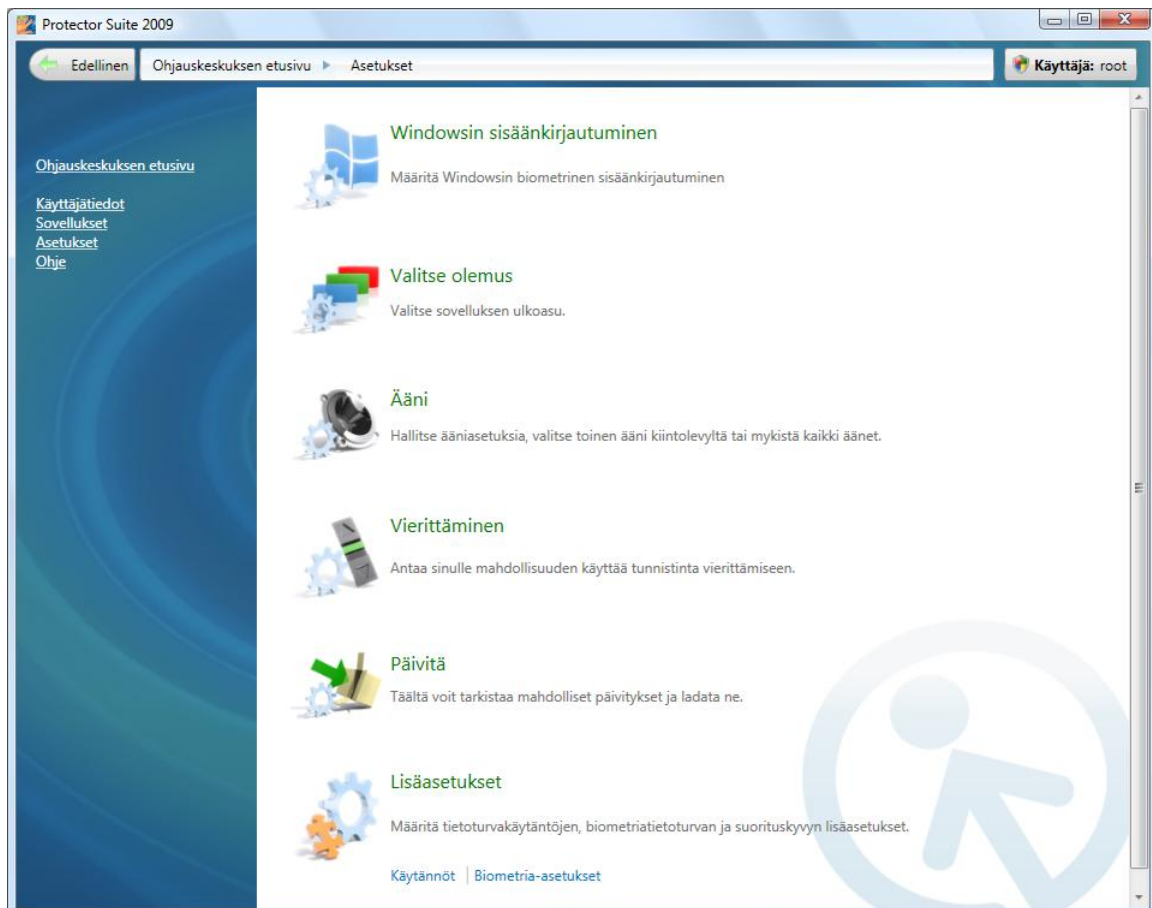 Protector Suite 2009
Edellinen
Ohjauskeskuksen etusivu
Asetukset
Käyttäjä: root
Ohjauskeskuksen etusivu
Käyttäjätiedot
Sovellukset
Asetukset
Ohje
Windowsin sisäänkirjautuminen
Määritä Windowsin biometrinen sisäänkirjautuminen
Valitse olemus
Valitse sovelluksen ulkoasu.
Ääni
Hallitse ääniasetuksia, valitse toinen ääni kiintolevyltä tai mykistä kaikki äänet.
Vierittäminen
Antaa sinulle mahdollisuuden käyttää tunnistinta vierittämiseen.
Päivitä
Täältä voit tarkistaa mahdolliset päivitykset ja ladata ne.
Lisäasetukset
Määritä tietoturvakäytäntöjen, biometriatietoturvan ja suorituskyvyn lisäasetukset.
Käytännöt | Biometria-asetukset